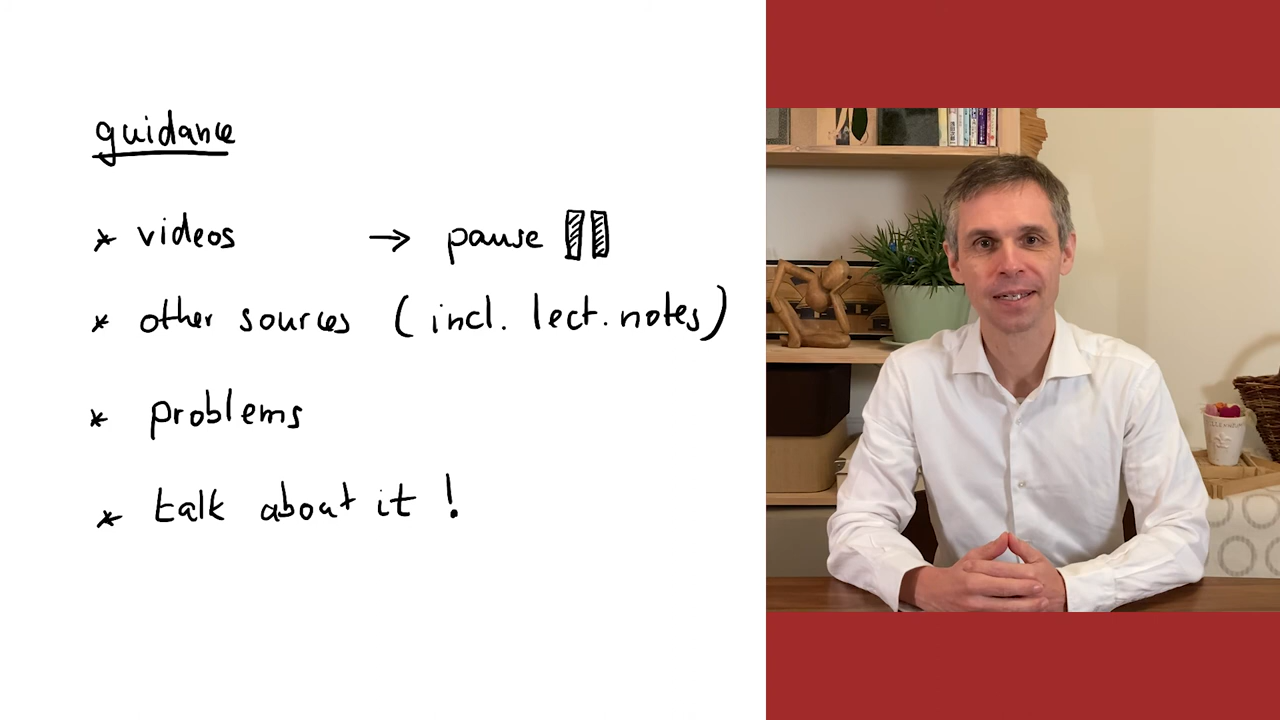 guidance
* videos → pause
* other sources (incl. lect. notes)
* problems
* talk about it !